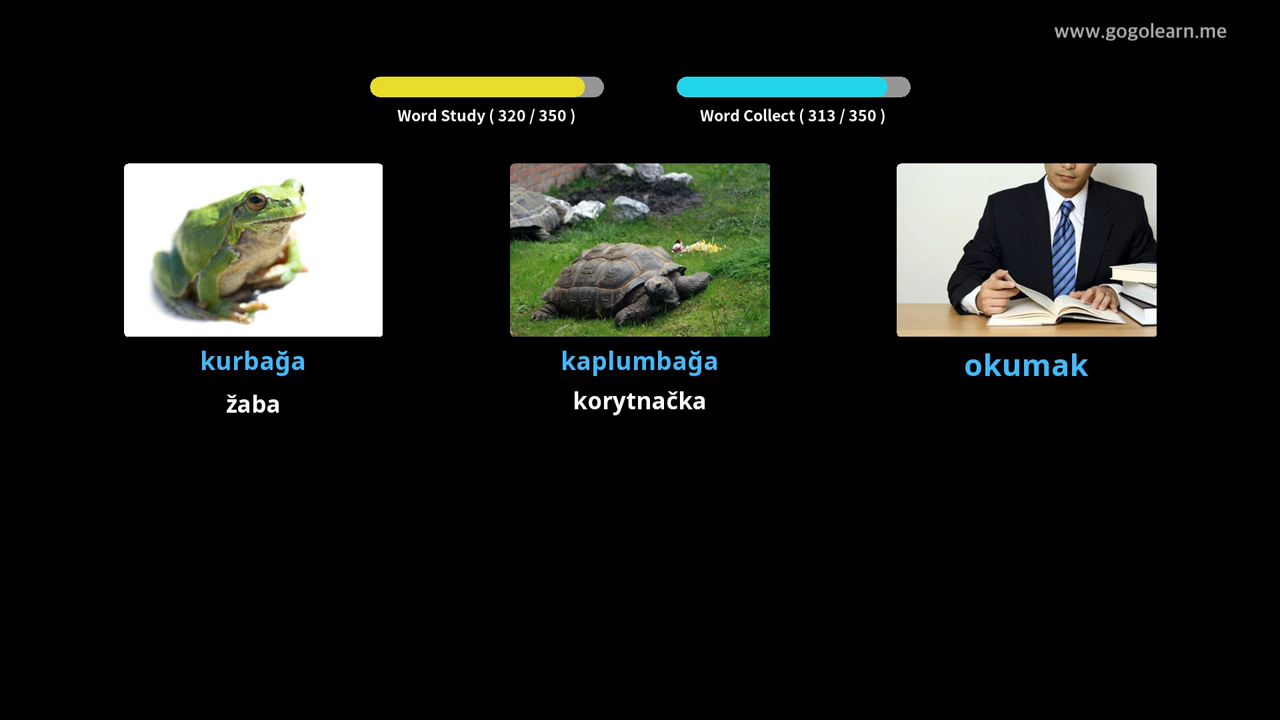 www.gogolearn.me
Word Study ( 320 / 350 )
Word Collect ( 313 / 350 )
kurbağa
kaplumbağa
okumak
žaba
korytnačka